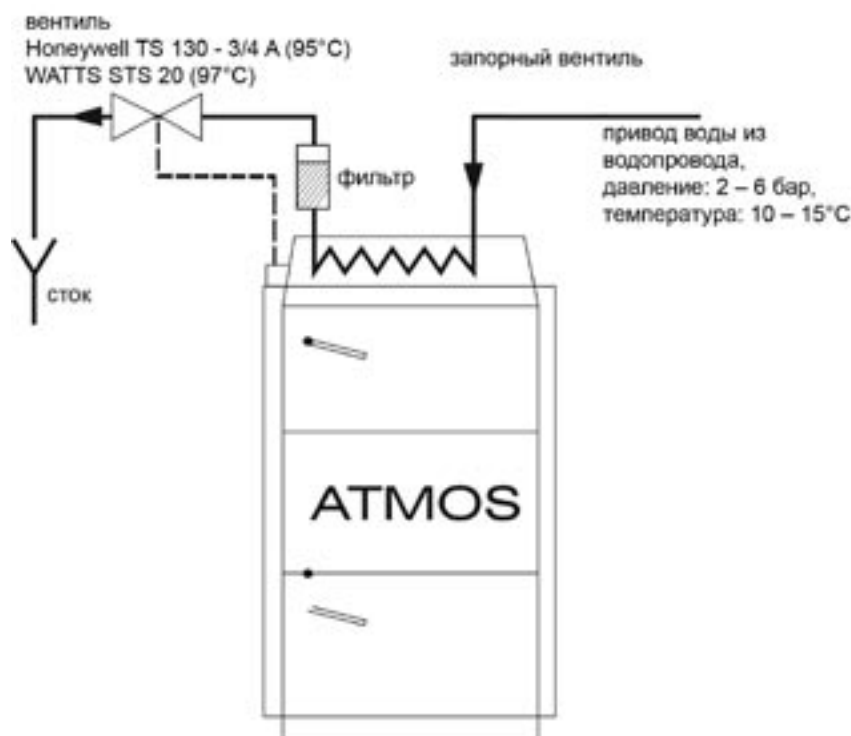 вентиль
Honeywell TS 130 - 3/4 A (95°C)
WATTS STS 20 (97°C)
запорный вентиль
привод воды из
водопровода,
давление: 2 – 6 бар,
температура: 10 – 15°C
фильтр
сток
ATMOS